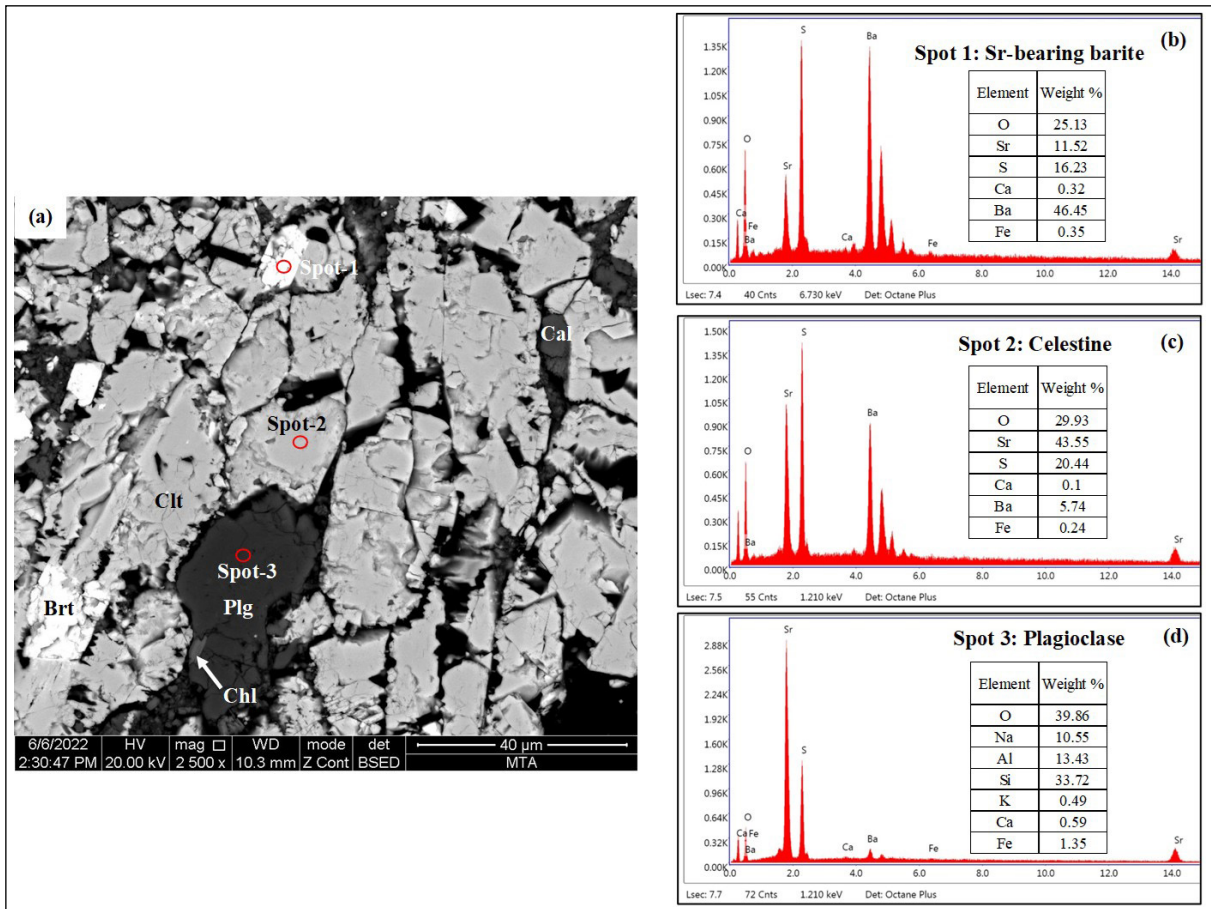 (a)
Spot-1
Cal
Spot-2
Clt
Spot-3
Brt
Plg
Chl
6/6/2022 HV mag □ WD mode det 40 µm
2:30:47 PM 20.00 kV 2 500 x 10.3 mm Z Cont BSED MTA
(b)
Spot 1: Sr-bearing barite
Element Weight %
O 25.13
Sr 11.52
S 16.23
Ca 0.32
Ba 46.45
Fe 0.35
S
Ba
O
Sr
Ca
Fe
Ba
Ca
Fe
Sr
1.35K
1.20K
1.05K
0.90K
0.75K
0.60K
0.45K
0.30K
0.15K
0.00K
0.0 2.0 4.0 6.0 8.0 10.0 12.0 14.0
Lsec: 7.4 40 Cnts 6.730 keV Det: Octane Plus
(c)
Spot 2: Celestine
Element Weight %
O 29.93
Sr 43.55
S 20.44
Ca 0.1
Ba 5.74
Fe 0.24
S
Sr
Ba
O
Ba
Sr
1.50K
1.35K
1.20K
1.05K
0.90K
0.75K
0.60K
0.45K
0.30K
0.15K
0.00K
0.0 2.0 4.0 6.0 8.0 10.0 12.0 14.0
Lsec: 7.5 55 Cnts 1.210 keV Det: Octane Plus
(d)
Spot 3: Plagioclase
Element Weight %
O 39.86
Na 10.55
Al 13.43
Si 33.72
K 0.49
Ca 0.59
Fe 1.35
Sr
S
O
Ca Fe
Ba
Ca
Ba
Fe
Sr
2.88K
2.56K
2.24K
1.92K
1.60K
1.28K
0.96K
0.64K
0.32K
0.00K
0.0 2.0 4.0 6.0 8.0 10.0 12.0 14.0
Lsec: 7.7 72 Cnts 1.210 keV Det: Octane Plus